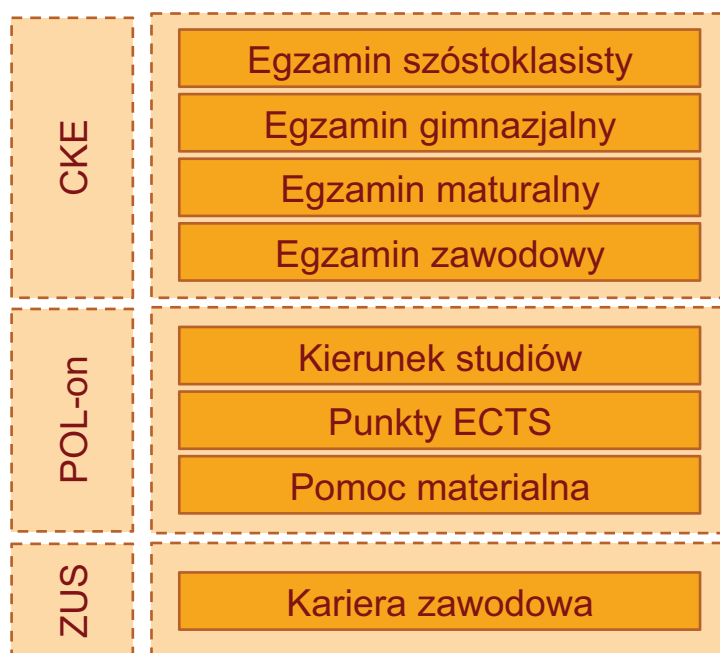 CKE
Egzamin szóstoklasisty
Egzamin gimnazjalny
Egzamin maturalny
Egzamin zawodowy
POL-on
Kierunek studiów
Punkty ECTS
Pomoc materialna
ZUS
Kariera zawodowa